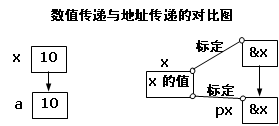 数值传递与地址传递的对比图
x 10
a 10
x
x 的值
标定
&x
标定
px &x